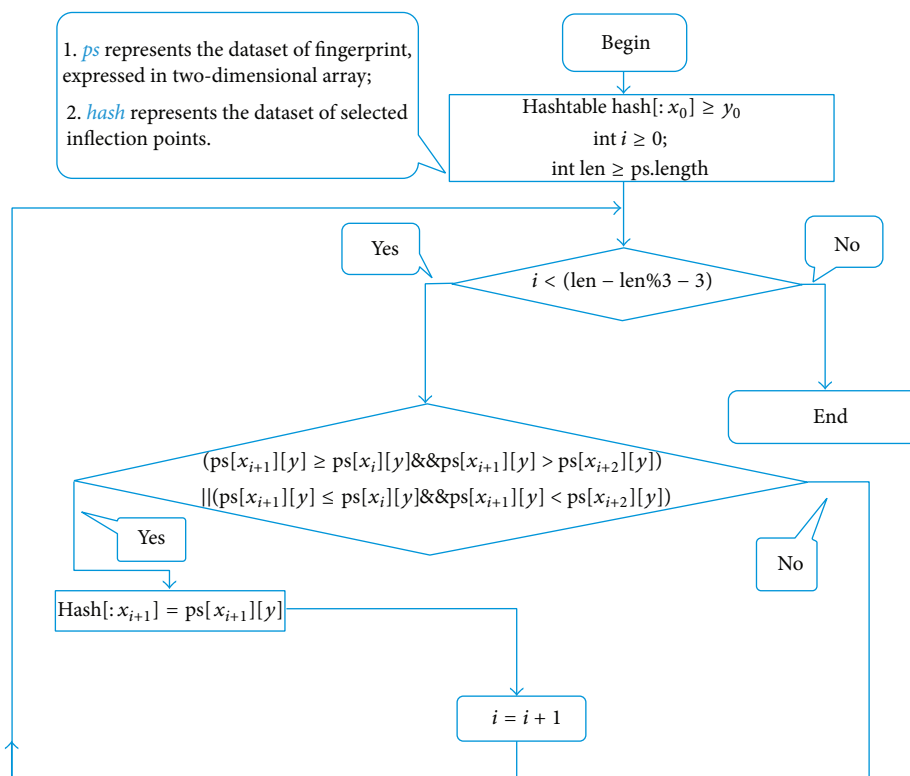 1. ps represents the dataset of fingerprint,
expressed in two-dimensional array;
2. hash represents the dataset of selected
inflection points.
Begin
Hashtable hash[: x₀] ≥ y₀
int i ≥ 0;
int len ≥ ps.length
Yes
No
i < (len − len%3 − 3)
End
(ps[xᵢ₊₁][y] ≥ ps[xᵢ][y]&&ps[xᵢ₊₁][y] > ps[xᵢ₊₂][y])
||(ps[xᵢ₊₁][y] ≤ ps[xᵢ][y]&&ps[xᵢ₊₁][y] < ps[xᵢ₊₂][y])
Yes
No
Hash[: xᵢ₊₁] = ps[xᵢ₊₁][y]
i = i + 1